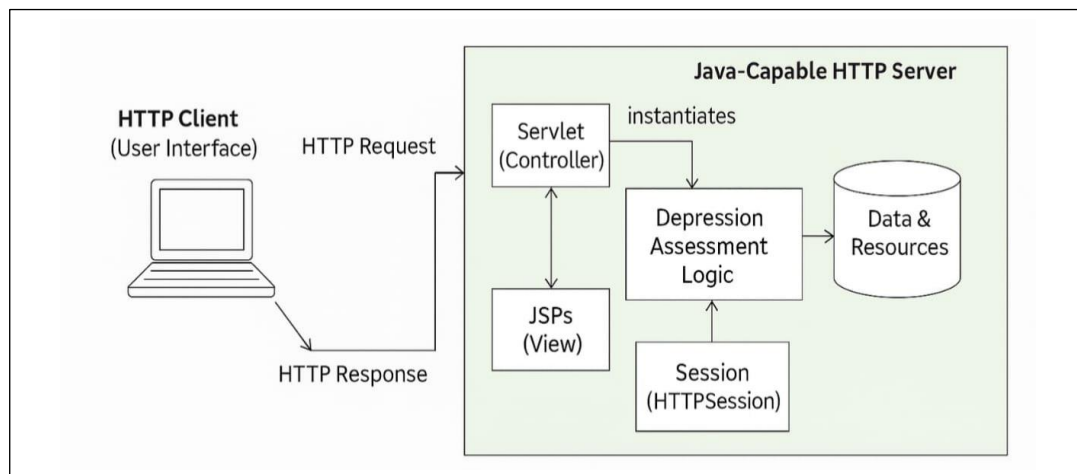 Java-Capable HTTP Server
HTTP Client
(User Interface)
HTTP Request
HTTP Response
Servlet
(Controller)
instantiates
JSPs
(View)
Depression
Assessment
Logic
Session
(HTTPSession)
Data &
Resources